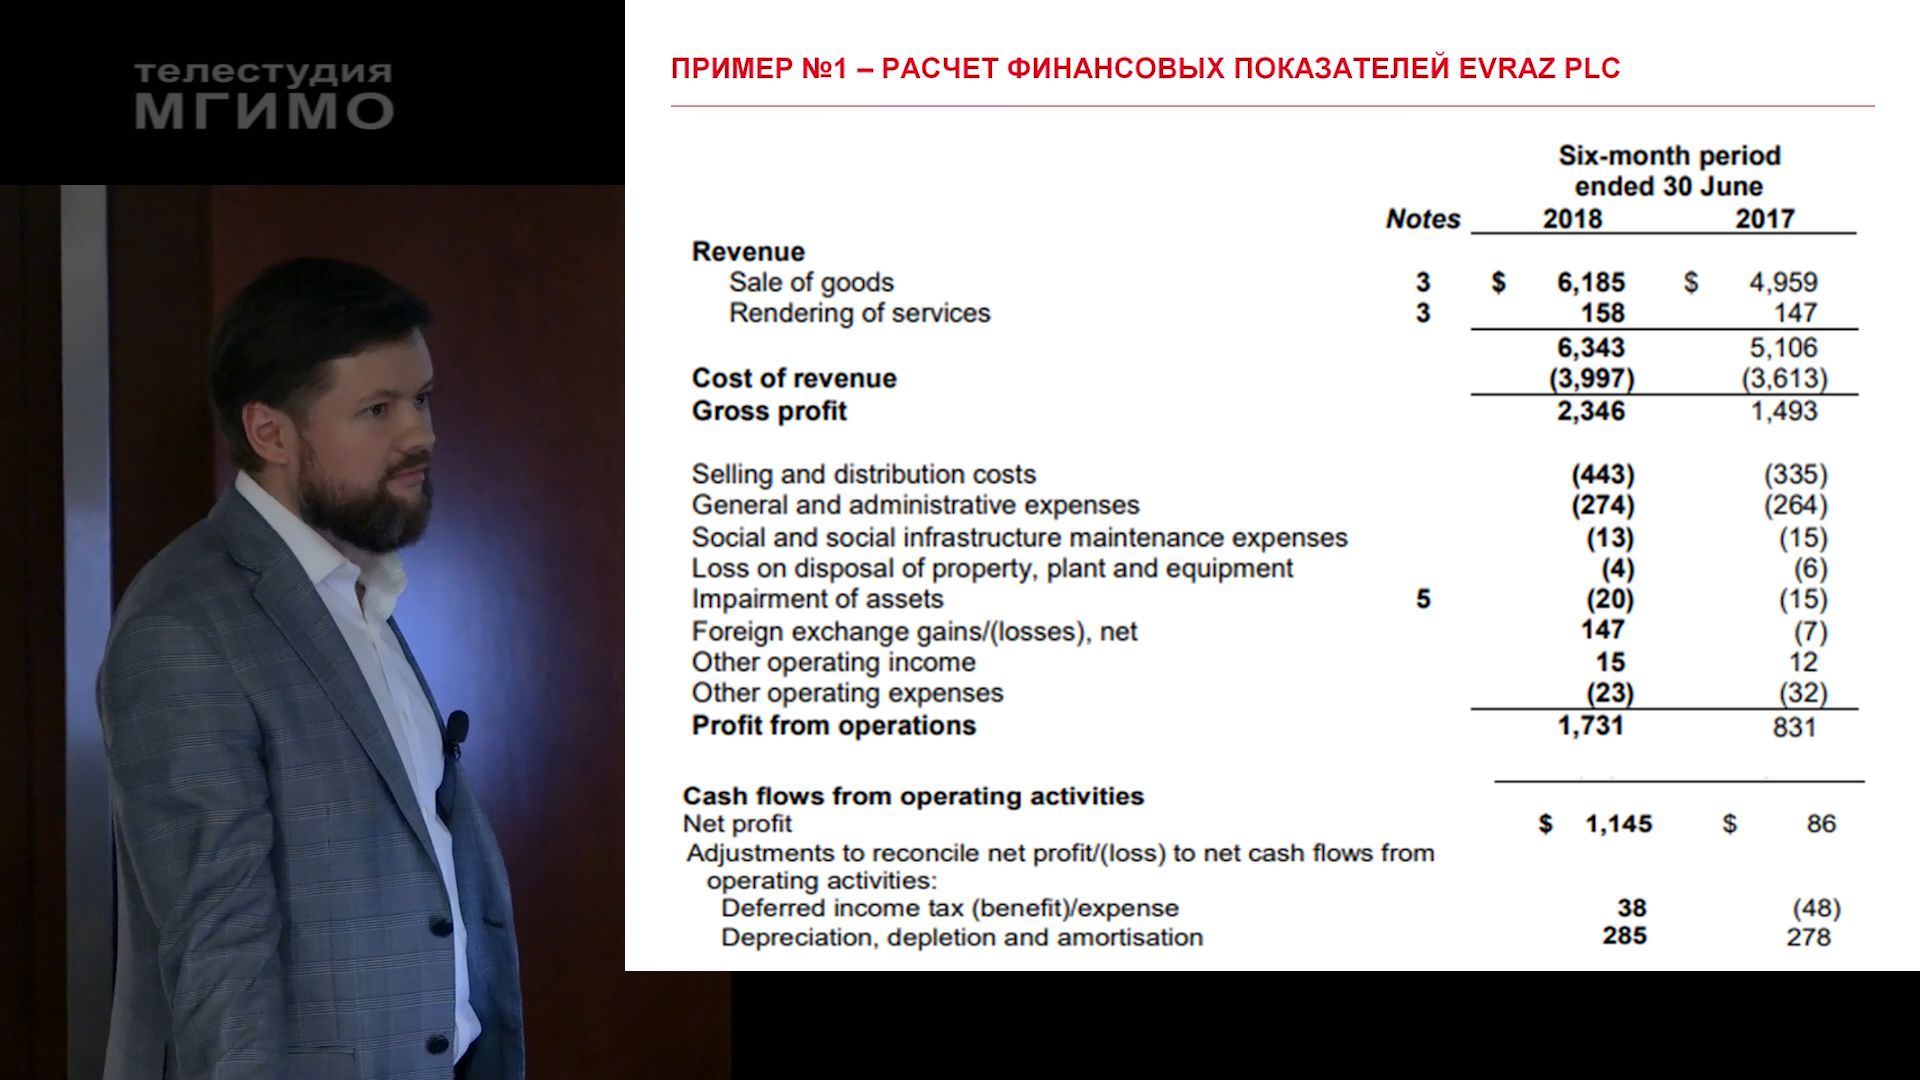 телестудия
МГИМО
ПРИМЕР №1 – РАСЧЕТ ФИНАНСОВЫХ ПОКАЗАТЕЛЕЙ EVRAZ PLC
Six-month period
ended 30 June
Notes 2018 2017
Revenue
Sale of goods 3 $ 6,185 $ 4,959
Rendering of services 3 158 147
6,343 5,106
Cost of revenue (3,997) (3,613)
Gross profit 2,346 1,493
Selling and distribution costs (443) (335)
General and administrative expenses (274) (264)
Social and social infrastructure maintenance expenses (13) (15)
Loss on disposal of property, plant and equipment (4) (6)
Impairment of assets 5 (20) (15)
Foreign exchange gains/(losses), net 147 (7)
Other operating income 15 12
Other operating expenses (23) (32)
Profit from operations 1,731 831
Cash flows from operating activities
Net profit $ 1,145 $ 86
Adjustments to reconcile net profit/(loss) to net cash flows from
operating activities:
Deferred income tax (benefit)/expense 38 (48)
Depreciation, depletion and amortisation 285 278